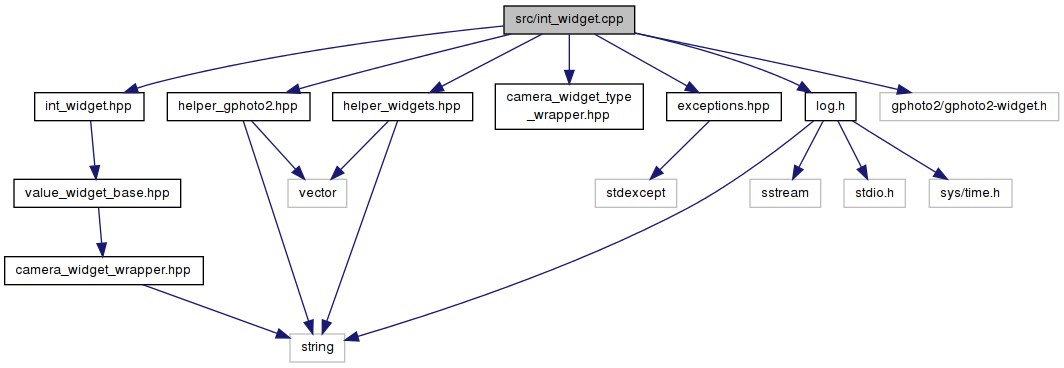 src/int_widget.cpp
int_widget.hpp
helper_gphoto2.hpp
helper_widgets.hpp
camera_widget_type
_wrapper.hpp
exceptions.hpp
log.h
gphoto2/gphoto2-widget.h
value_widget_base.hpp
vector
stdexcept
sstream
stdio.h
sys/time.h
camera_widget_wrapper.hpp
string